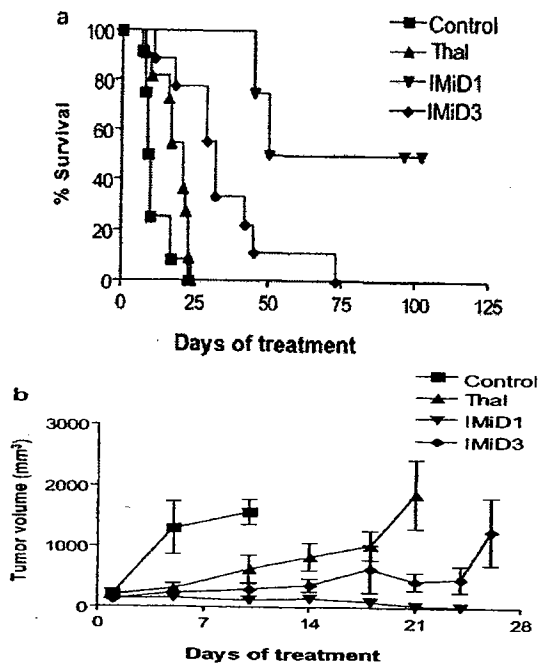 a
Control
Thal
IMiD1
IMiD3
100
80
60
40
20
0
% Survival
0 25 50 75 100 125
Days of treatment
b
Control
Thal
IMiD1
IMiD3
3000
2000
1000
0
Tumor volume (mm³)
7 14 21 28
Days of treatment